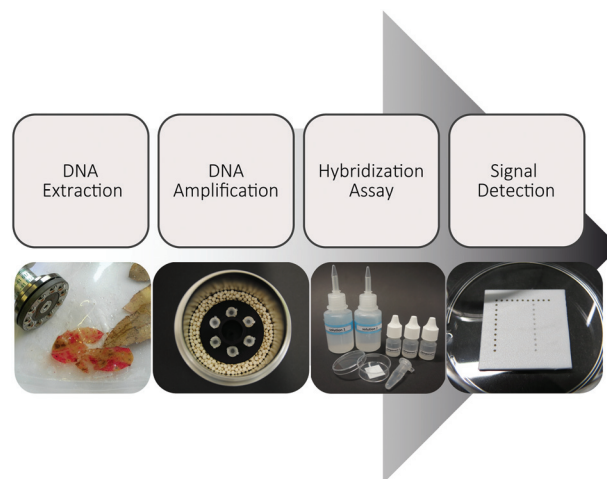 DNA
Extraction
DNA
Amplification
Hybridization
Assay
Signal
Detection